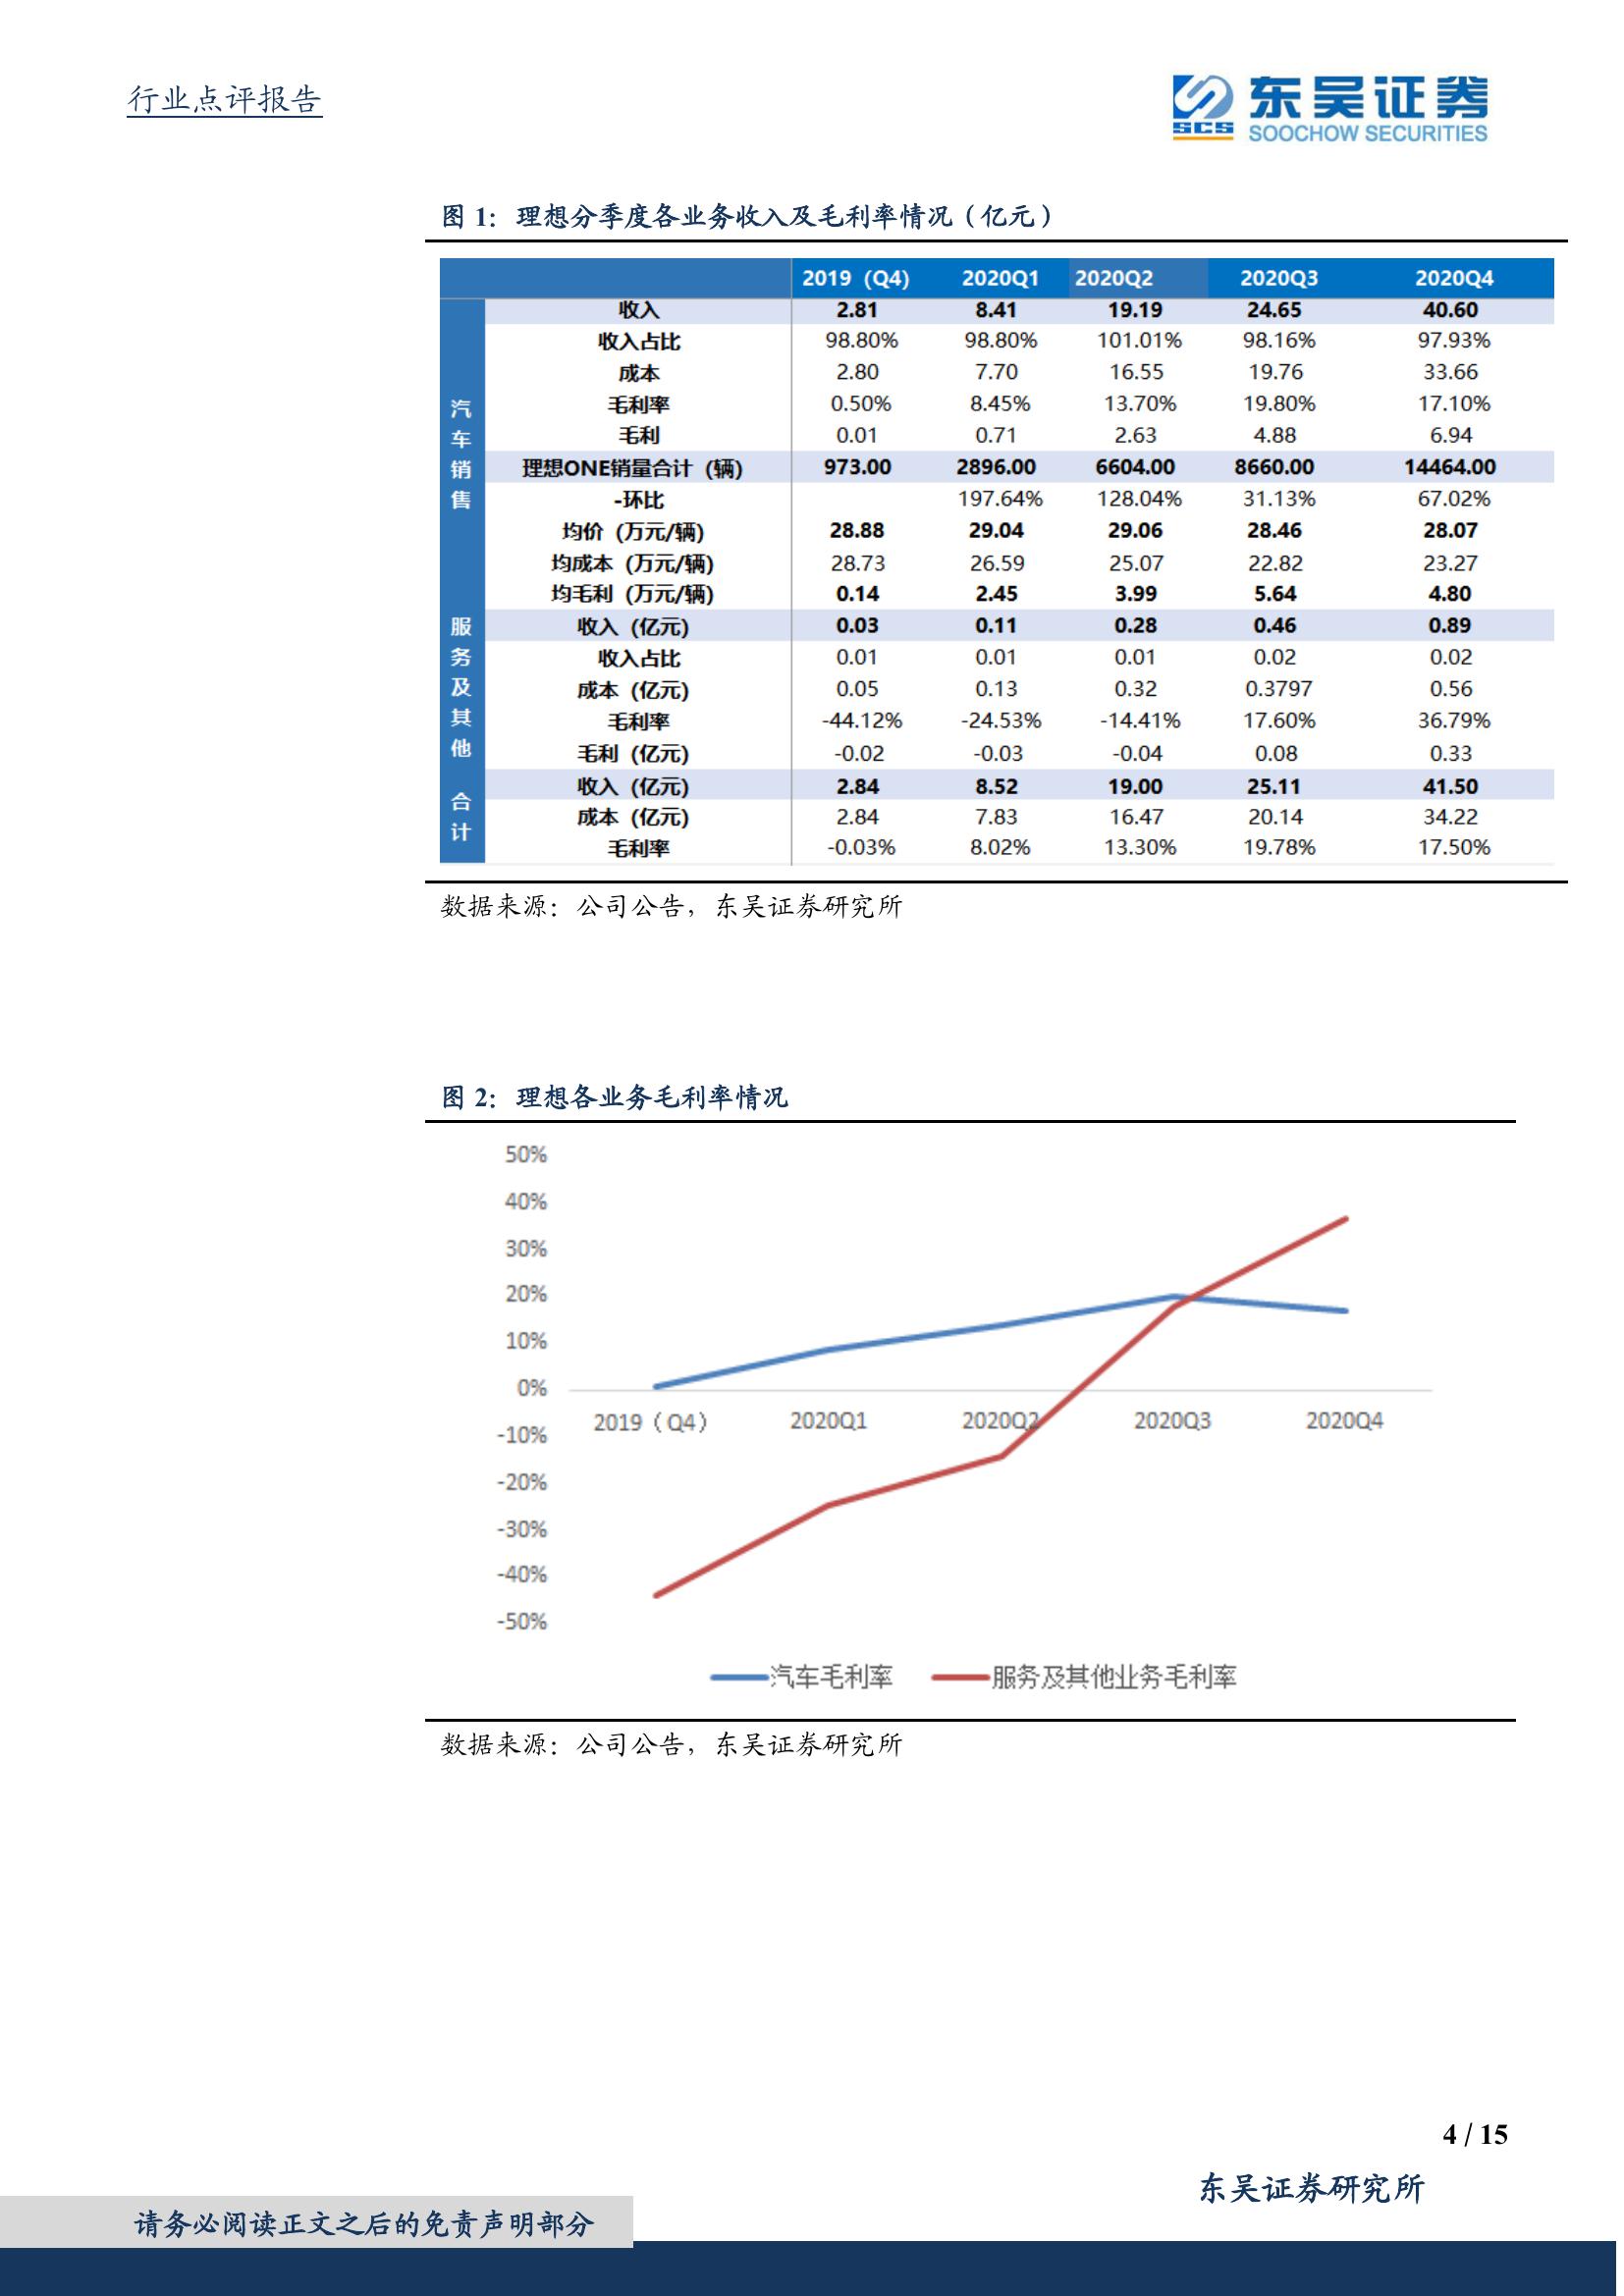 行业点评报告
SCS 东吴证券
SOOCHOW SECURITIES
图 1：理想分季度各业务收入及毛利率情况（亿元）
2019（Q4） 2020Q1 2020Q2 2020Q3 2020Q4
汽车销售
收入 2.81 8.41 19.19 24.65 40.60
收入占比 98.80% 98.80% 101.01% 98.16% 97.93%
成本 2.80 7.70 16.55 19.76 33.66
毛利率 0.50% 8.45% 13.70% 19.80% 17.10%
毛利 0.01 0.71 2.63 4.88 6.94
理想ONE销量合计（辆） 973.00 2896.00 6604.00 8660.00 14464.00
-环比 197.64% 128.04% 31.13% 67.02%
均价（万元/辆） 28.88 29.04 29.06 28.46 28.07
均成本（万元/辆） 28.73 26.59 25.07 22.82 23.27
均毛利（万元/辆） 0.14 2.45 3.99 5.64 4.80
服务及其他
收入（亿元） 0.03 0.11 0.28 0.46 0.89
收入占比 0.01 0.01 0.01 0.02 0.02
成本（亿元） 0.05 0.13 0.32 0.3797 0.56
毛利率 -44.12% -24.53% -14.41% 17.60% 36.79%
毛利（亿元） -0.02 -0.03 -0.04 0.08 0.33
合计
收入（亿元） 2.84 8.52 19.00 25.11 41.50
成本（亿元） 2.84 7.83 16.47 20.14 34.22
毛利率 -0.03% 8.02% 13.30% 19.78% 17.50%
数据来源：公司公告，东吴证券研究所
图 2：理想各业务毛利率情况
50%
40%
30%
20%
10%
0%
-10%
-20%
-30%
-40%
-50%
2019（Q4） 2020Q1 2020Q2 2020Q3 2020Q4
汽车毛利率 服务及其他业务毛利率
数据来源：公司公告，东吴证券研究所
4 / 15
东吴证券研究所
请务必阅读正文之后的免责声明部分